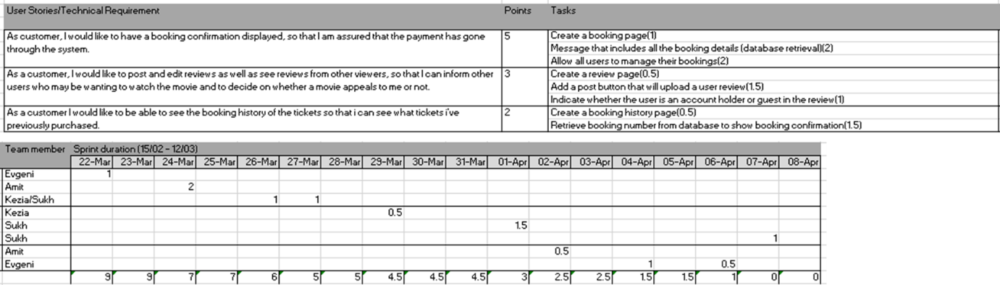 User Stories/Technical Requirement Points Tasks
As customer, I would like to have a booking confirmation displayed, so that I am assured that the payment has gone 5 Create a booking page(1)
through the system. Message that includes all the booking details (database retrieval)(2)
Allow all users to manage their bookings(2)
As a customer, I would like to post and edit reviews as well as see reviews from other viewers, so that I can inform other 3 Create a review page(0.5)
users who may be wanting to watch the movie and to decide on whether a movie appeals to me or not. Add a post button that will upload a user review(1.5)
Indicate whether the user is an account holder or guest in the review(1)
As a customer I would like to be able to see the booking history of the tickets so that i can see what tickets i've 2 Create a booking history page(0.5)
previously purchased. Retrieve booking number from database to show booking confirmation(1.5)
Team member Sprint duration (15/02 - 12/03)
22-Mar 23-Mar 24-Mar 25-Mar 26-Mar 27-Mar 28-Mar 29-Mar 30-Mar 31-Mar 01-Apr 02-Apr 03-Apr 04-Apr 05-Apr 06-Apr 07-Apr 08-Apr
Evgeni 1
Amit 2
Kezia/Sukh 1 1
Kezia 0.5
Sukh 1.5
Sukh 1
Amit 0.5
Evgeni 1 0.5
9 9 7 7 6 5 5 4.5 4.5 4.5 3 2.5 2.5 1.5 1.5 1 0 0